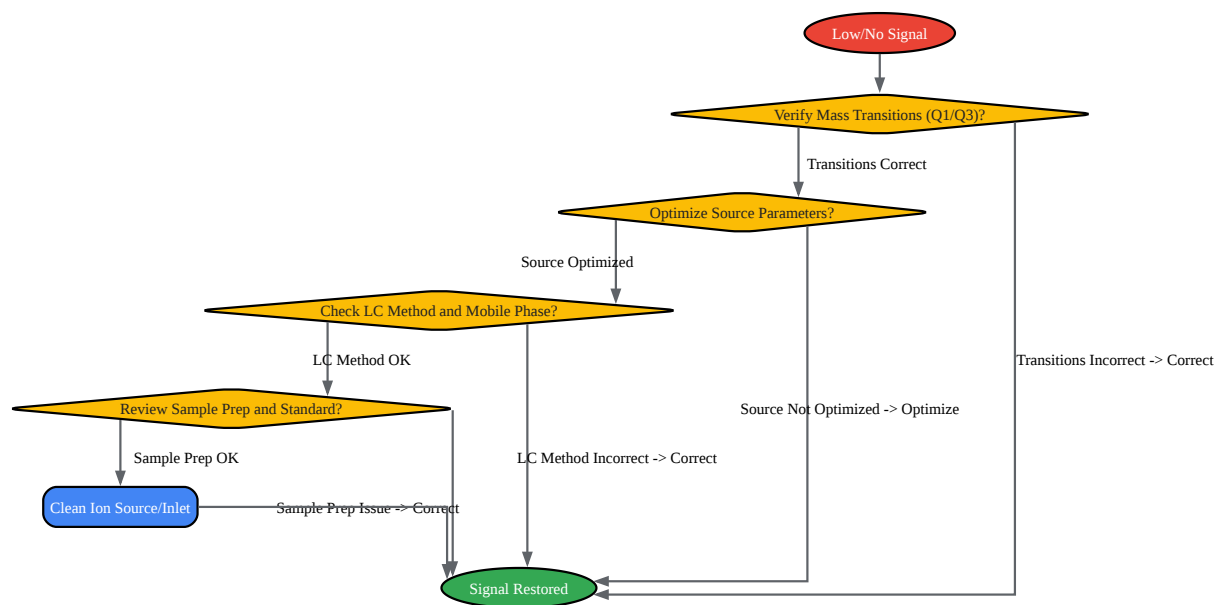 Low/No Signal
Verify Mass Transitions (Q1/Q3)?
Transitions Correct
Optimize Source Parameters?
Source Optimized
Check LC Method and Mobile Phase?
LC Method OK
Transitions Incorrect -> Correct
Review Sample Prep and Standard?
Source Not Optimized -> Optimize
Sample Prep OK
LC Method Incorrect -> Correct
Clean Ion Source/Inlet
Sample Prep Issue -> Correct
Signal Restored